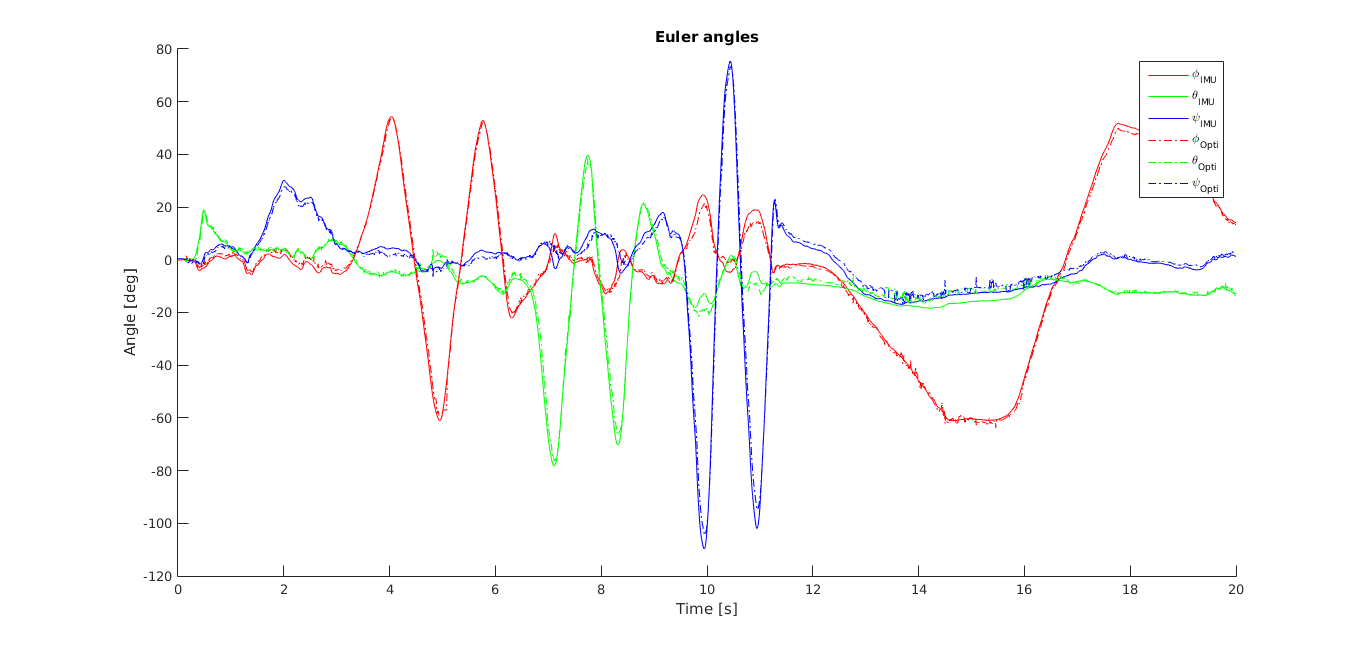 Euler angles
80
60
40
20
0
-20
-40
-60
-80
-100
-120
Angle [deg]
0 2 4 6 8 10 12 14 16 18 20
Time [s]
ϕIMU
θIMU
ψIMU
ϕOpti
θOpti
ψOpti